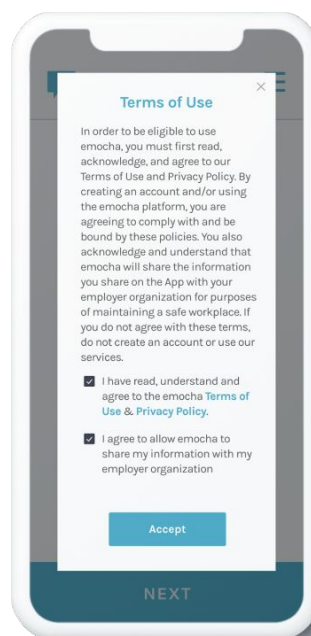 Terms of Use
In order to be eligible to use
emocha, you must first read,
acknowledge, and agree to our
Terms of Use and Privacy Policy. By
creating an account and/or using
the emocha platform, you are
agreeing to comply with and be
bound by these policies. You also
acknowledge and understand that
emocha will share the information
you share on the App with your
employer organization for purposes
of maintaining a safe workplace. If
you do not agree with these terms,
do not create an account or use our
services.
I have read, understand and
agree to the emocha Terms of
Use & Privacy Policy.
I agree to allow emocha to
share my information with my
employer organization
Accept
NEXT